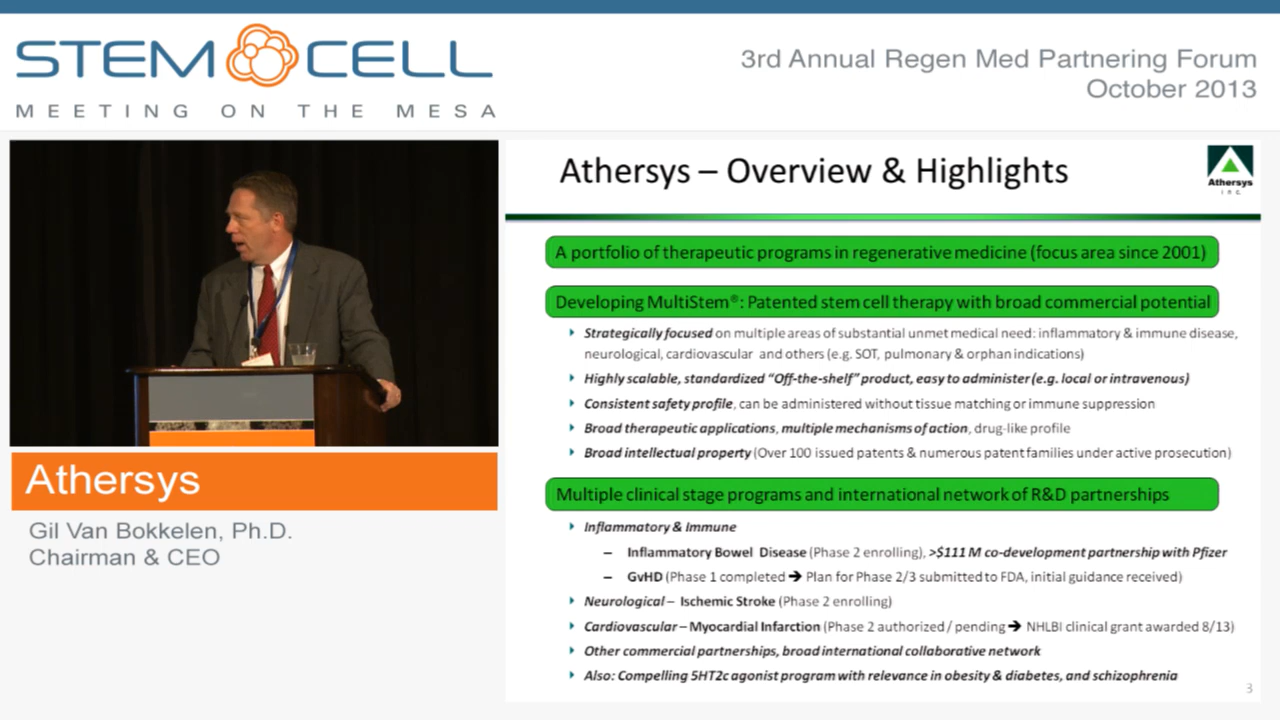 STEM CELL
MEETING ON THE MESA
3rd Annual Regen Med Partnering Forum
October 2013
Athersys
Gil Van Bokkelen, Ph.D.
Chairman & CEO
Athersys – Overview & Highlights
Athersys
inc.
A portfolio of therapeutic programs in regenerative medicine (focus area since 2001)
Developing MultiStem®: Patented stem cell therapy with broad commercial potential
Strategically focused on multiple areas of substantial unmet medical need: inflammatory & immune disease,
neurological, cardiovascular and others (e.g. SOT, pulmonary & orphan indications)
Highly scalable, standardized “Off-the-shelf” product, easy to administer (e.g. local or intravenous)
Consistent safety profile, can be administered without tissue matching or immune suppression
Broad therapeutic applications, multiple mechanisms of action, drug-like profile
Broad intellectual property (Over 100 issued patents & numerous patent families under active prosecution)
Multiple clinical stage programs and international network of R&D partnerships
Inflammatory & Immune
– Inflammatory Bowel Disease (Phase 2 enrolling), >$111 M co-development partnership with Pfizer
– GvHD (Phase 1 completed ➔ Plan for Phase 2/3 submitted to FDA, initial guidance received)
Neurological – Ischemic Stroke (Phase 2 enrolling)
Cardiovascular – Myocardial Infarction (Phase 2 authorized / pending ➔ NHLBI clinical grant awarded 8/13)
Other commercial partnerships, broad international collaborative network
Also: Compelling 5HT2c agonist program with relevance in obesity & diabetes, and schizophrenia
3